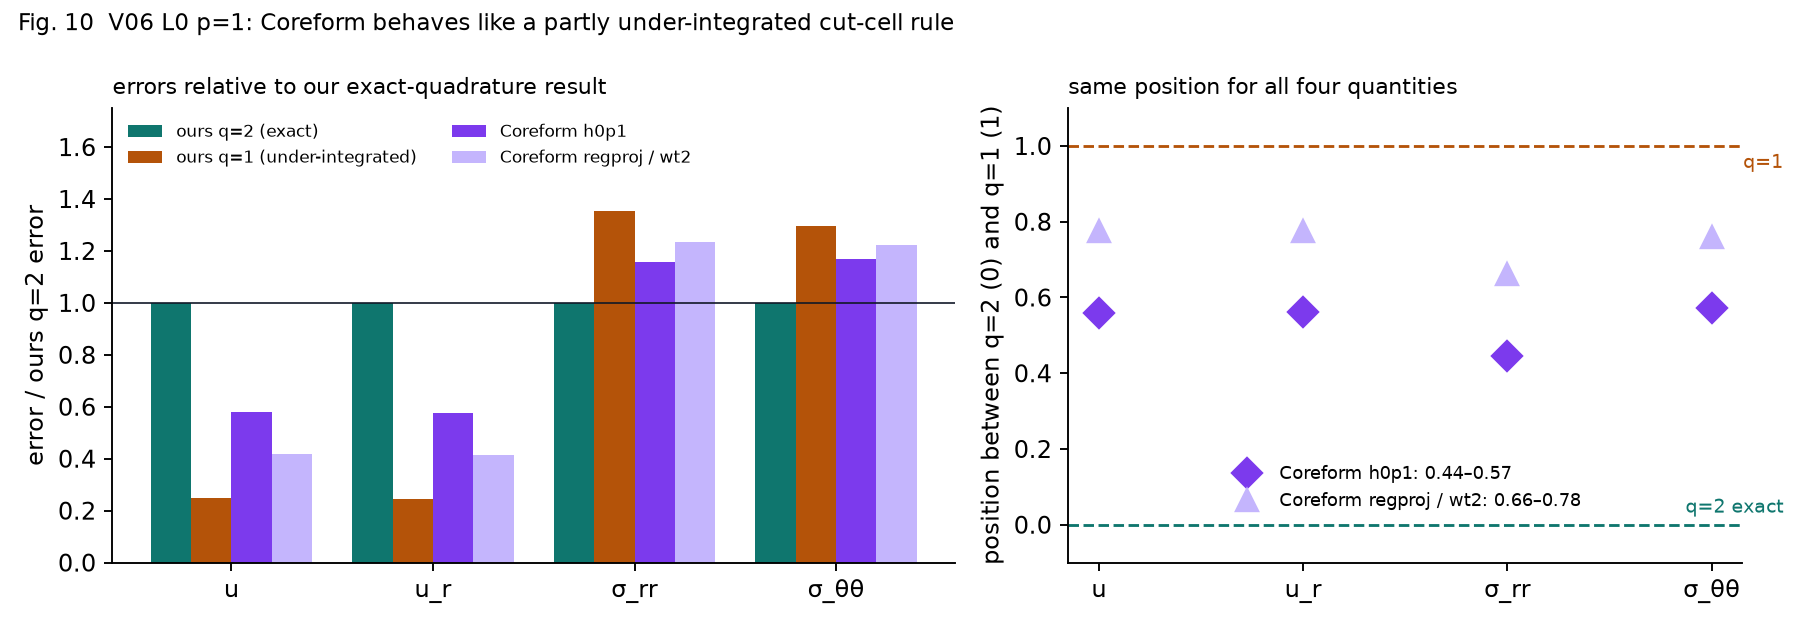 Fig. 10  V06 L0 p=1: Coreform behaves like a partly under-integrated cut-cell rule
errors relative to our exact-quadrature result
ours q=2 (exact)
ours q=1 (under-integrated)
Coreform h0p1
Coreform regproj / wt2
error / ours q=2 error
1.6
1.4
1.2
1.0
0.8
0.6
0.4
0.2
0.0
u
u_r
σ_rr
σ_θθ
same position for all four quantities
position between q=2 (0) and q=1 (1)
1.0
0.8
0.6
0.4
0.2
0.0
q=1
Coreform h0p1: 0.44–0.57
Coreform regproj / wt2: 0.66–0.78
q=2 exact
u
u_r
σ_rr
σ_θθ